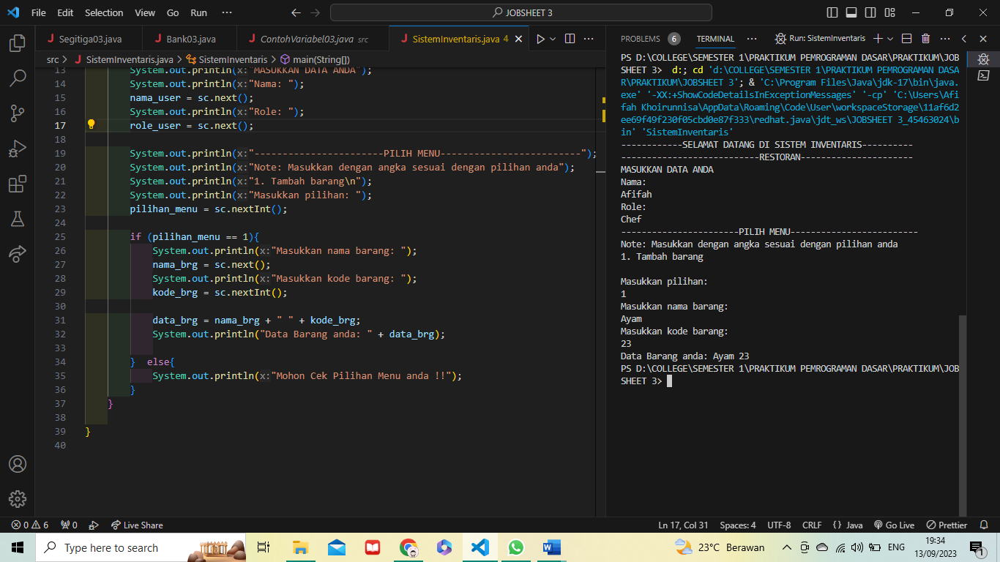 File Edit Selection View Go Run ···
JOBSHEET 3
Segitiga03.java
Bank03.java
ContohVariabel03.java src
SistemInventaris.java 4
src > SistemInventaris.java > SistemInventaris > main(String[])
13 System.out.println(x:"MASUKKAN DATA ANDA");
14 System.out.println(x:"Nama: ");
15 nama_user = sc.next();
16 System.out.println(x:"Role: ");
17 role_user = sc.next();
18
19 System.out.println(x:"-----------------------PILIH MENU-------------------------");
20 System.out.println(x:"Note: Masukkan dengan angka sesuai dengan pilihan anda");
21 System.out.println(x:"1. Tambah barang\n");
22 System.out.println(x:"Masukkan pilihan: ");
23 pilihan_menu = sc.nextInt();
24
25 if (pilihan_menu == 1){
26 System.out.println(x:"Masukkan nama barang: ");
27 nama_brg = sc.next();
28 System.out.println(x:"Masukkan kode barang: ");
29 kode_brg = sc.nextInt();
30
31 data_brg = nama_brg + " " + kode_brg;
32 System.out.println("Data Barang anda: " + data_brg);
33
34 } else{
35 System.out.println(x:"Mohon Cek Pilihan Menu anda !!");
36 }
37 }
38
39 }
40
PROBLEMS 6 TERMINAL ··· Run: SistemInventaris
PS D:\COLLEGE\SEMESTER 1\PRAKTIKUM PEMROGRAMAN DASAR\PRAKTIKUM\JOB
SHEET 3> d:; cd 'd:\COLLEGE\SEMESTER 1\PRAKTIKUM PEMROGRAMAN DASA
R\PRAKTIKUM\JOBSHEET 3'; & 'C:\Program Files\Java\jdk-17\bin\java.
exe' '-XX:+ShowCodeDetailsInExceptionMessages' '-cp' 'C:\Users\Afi
fah Khoirunnisa\AppData\Roaming\Code\User\workspaceStorage\11af6d2
ee69f49f230f05cbd0e87f333\redhat.java\jdt_ws\JOBSHEET 3_45463024\b
in' 'SistemInventaris'
------------SELAMAT DATANG DI SISTEM INVENTARIS----------
---------------------------RESTORAN----------------------
MASUKKAN DATA ANDA
Nama:
Afifah
Role:
Chef
-----------------------PILIH MENU-------------------------
Note: Masukkan dengan angka sesuai dengan pilihan anda
1. Tambah barang
Masukkan pilihan:
1
Masukkan nama barang:
Ayam
Masukkan kode barang:
23
Data Barang anda: Ayam 23
PS D:\COLLEGE\SEMESTER 1\PRAKTIKUM PEMROGRAMAN DASAR\PRAKTIKUM\JOB
SHEET 3>
0 6 0 Live Share
Ln 17, Col 31 Spaces: 4 UTF-8 CRLF {} Java Go Live Prettier
Type here to search
23°C Berawan
ENG
19:34
13/09/2023
1